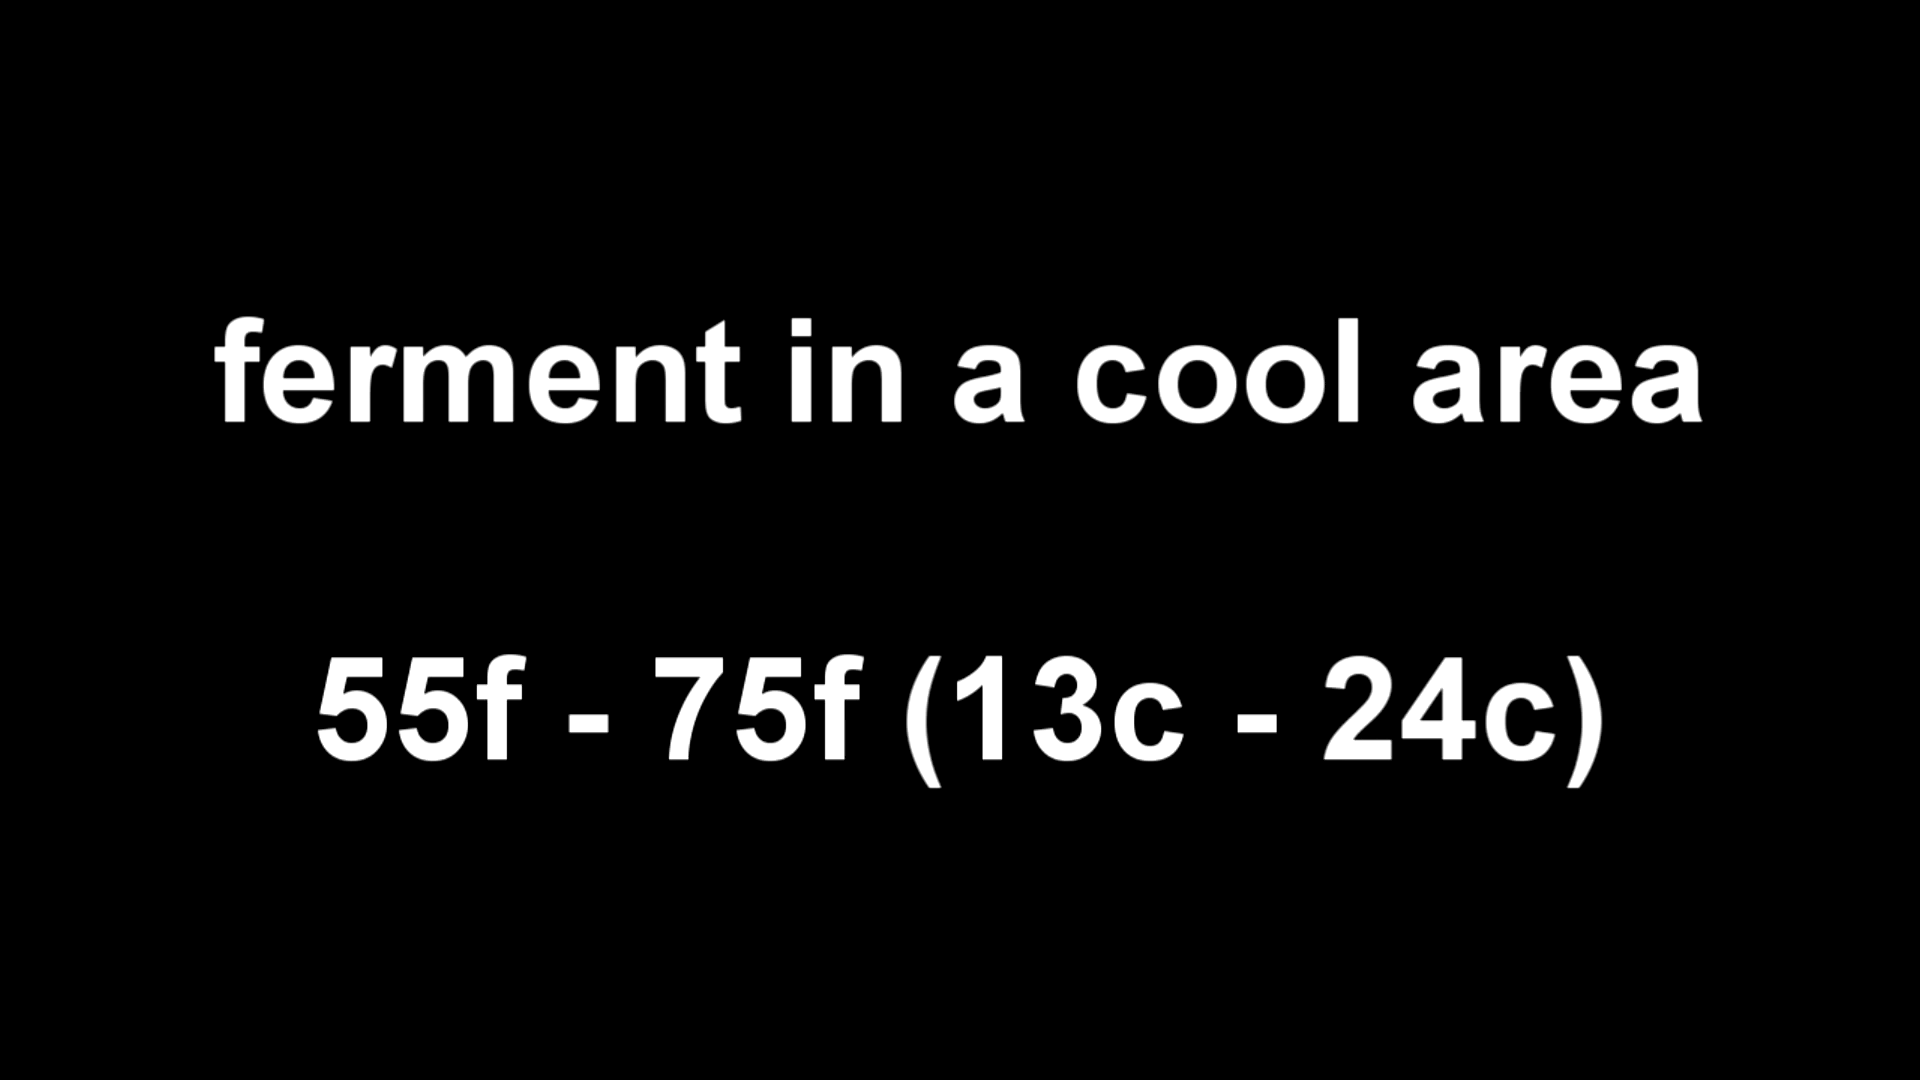 ferment in a cool area
55f - 75f (13c - 24c)